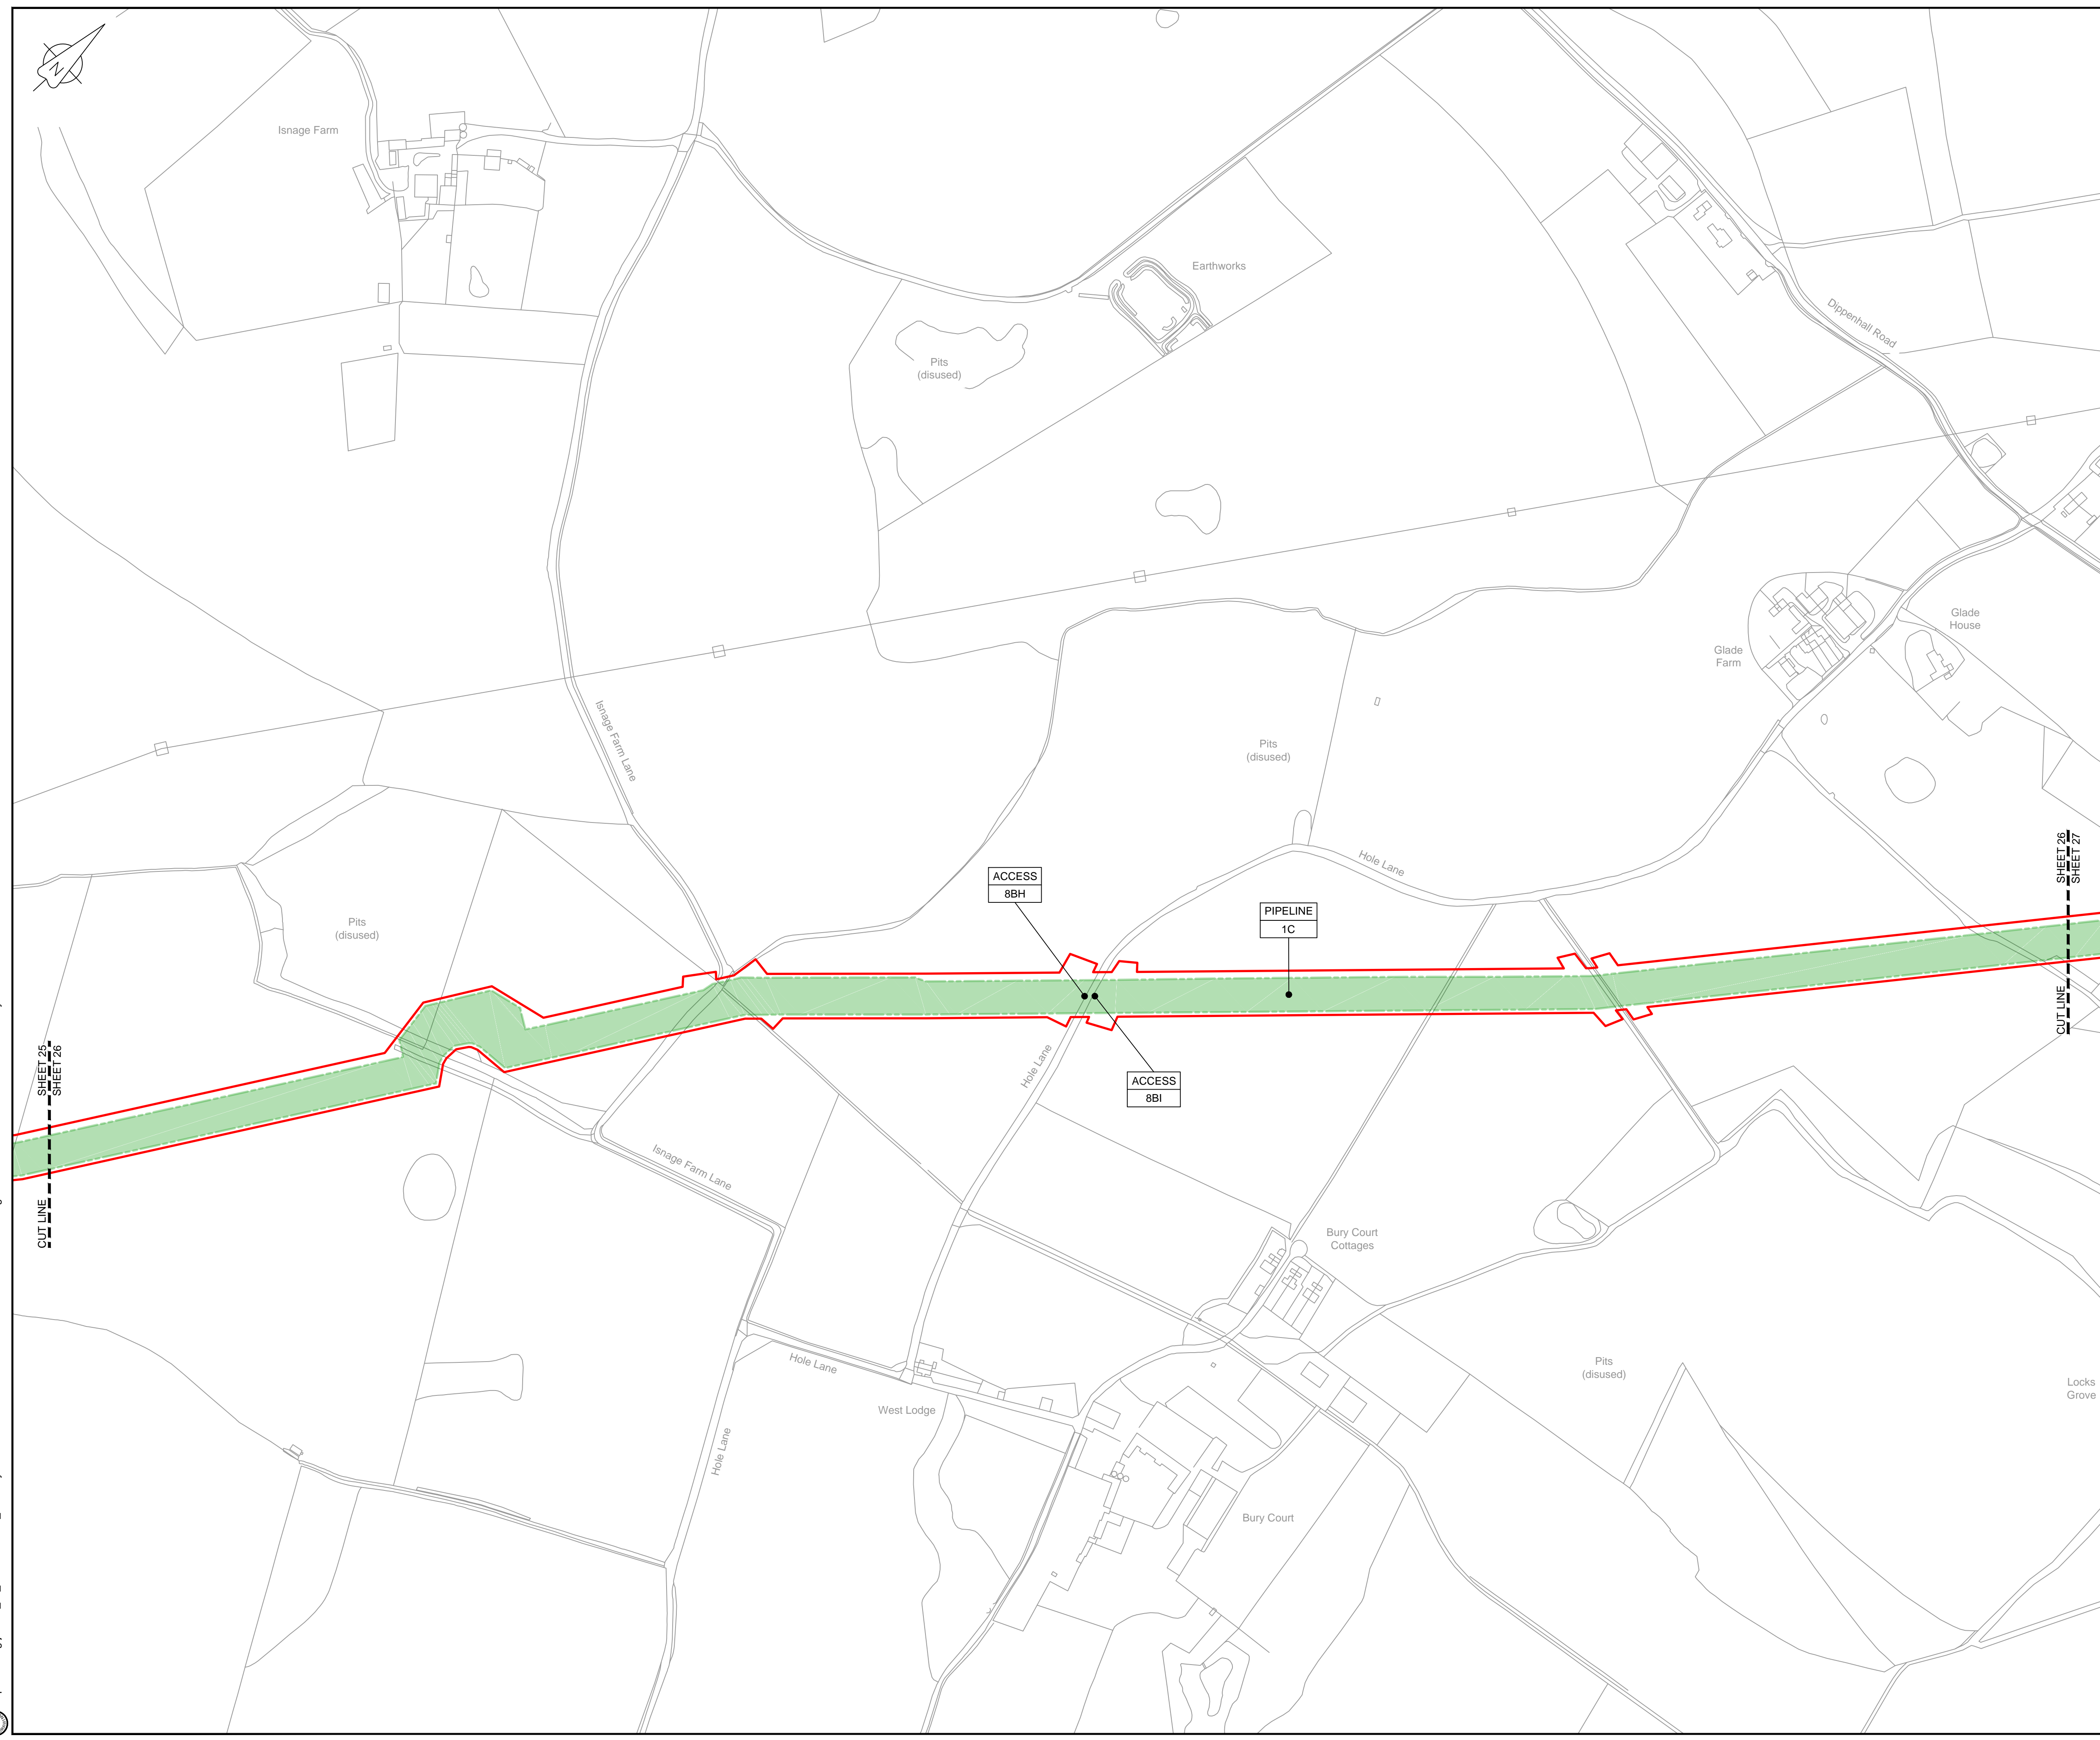 N
Isnage Farm
Earthworks
Dippenhall Road
Pits
(disused)
Glade
House
Glade
Farm
Isnage Farm Lane
Pits
(disused)
SHEET 26
SHEET 27
CUT LINE
Hole Lane
ACCESS
8BH
PIPELINE
1C
Pits
(disused)
SHEET 25
SHEET 26
CUT LINE
Hole Lane
ACCESS
8BI
Isnage Farm Lane
Bury Court
Cottages
Hole Lane
Pits
(disused)
Locks
Grove
West Lodge
Hole Lane
Bury Court